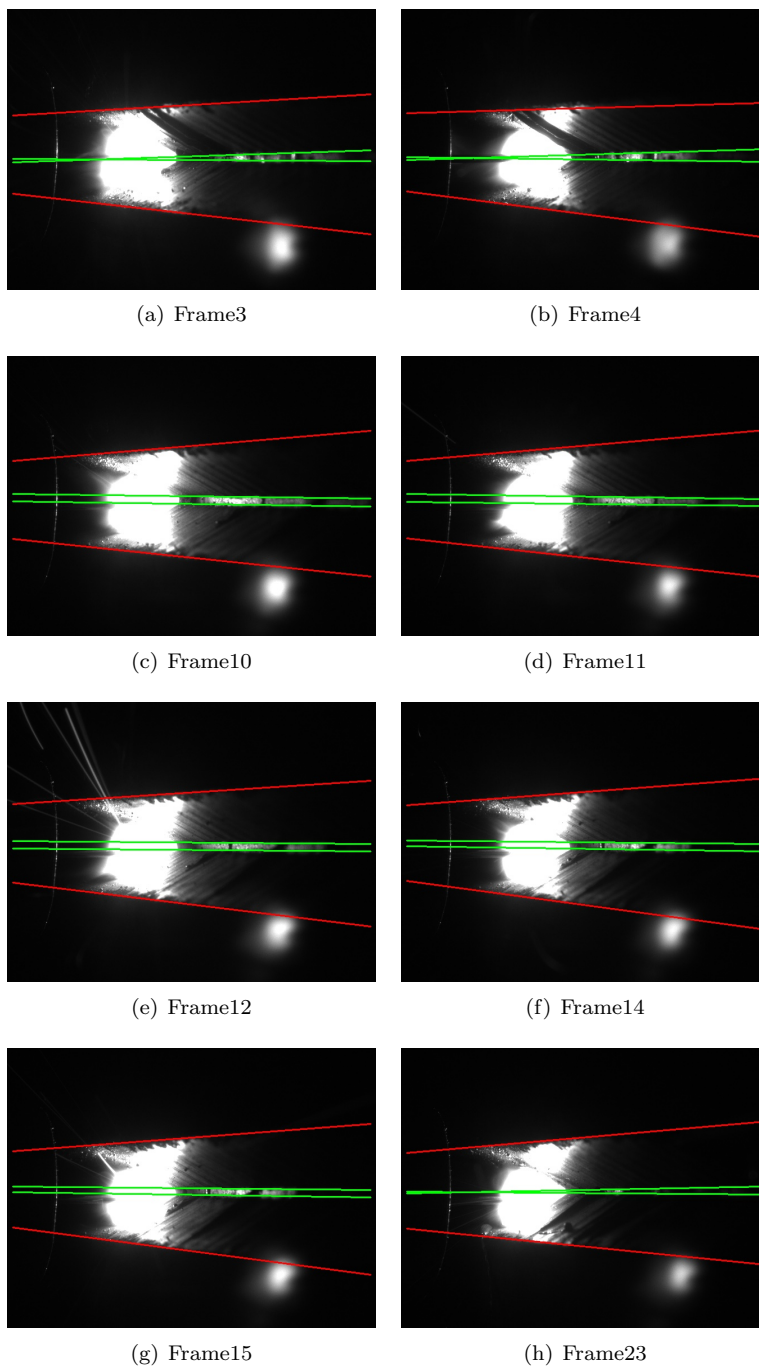 (a) Frame3
(b) Frame4
(c) Frame10
(d) Frame11
(e) Frame12
(f) Frame14
(g) Frame15
(h) Frame23